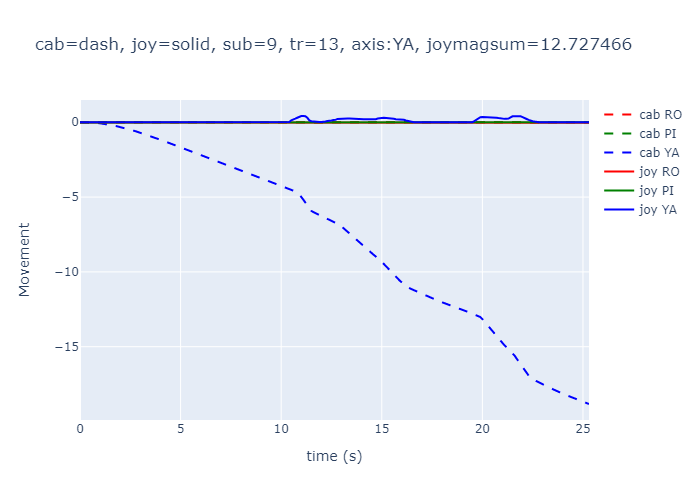 cab=dash, joy=solid, sub=9, tr=13, axis:YA, joymagsum=12.727466
cab RO
cab PI
cab YA
joy RO
joy PI
joy YA
0
−5
−10
−15
Movement
0
5
10
15
20
25
time (s)